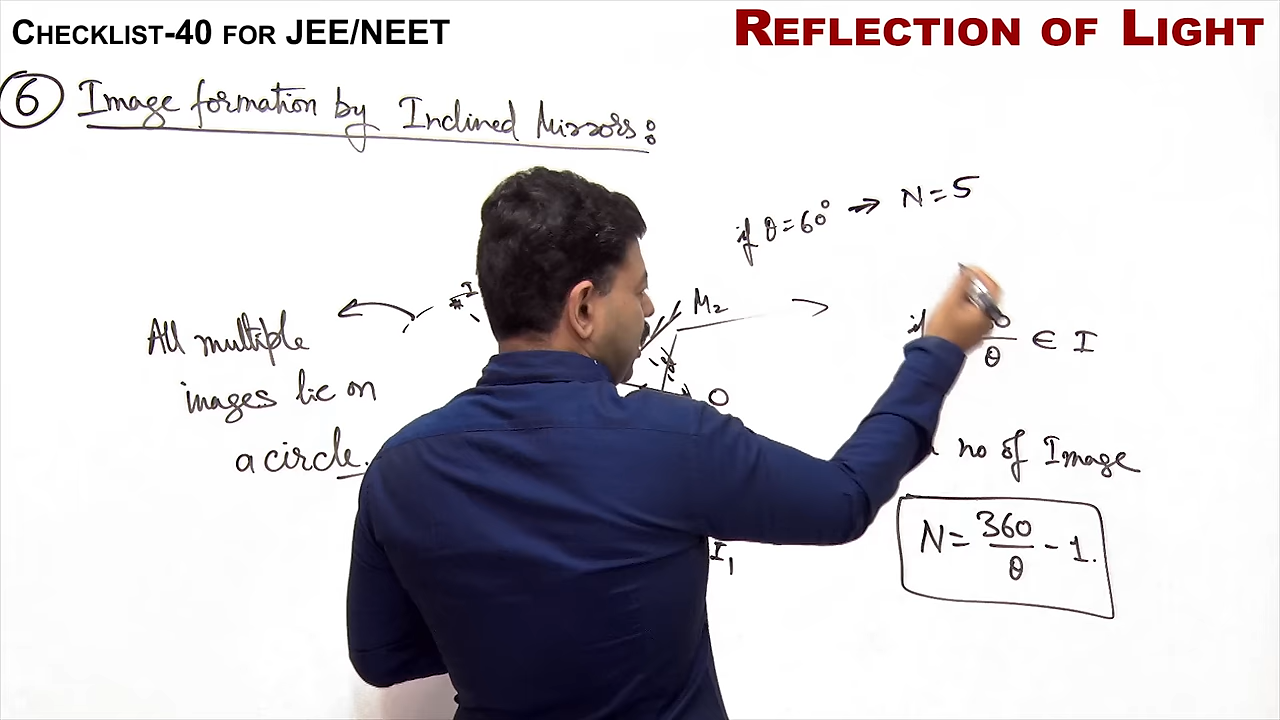 CHECKLIST-40 FOR JEE/NEET
REFLECTION OF LIGHT
6 Image formation by Inclined Mirrors:
if θ=60° → N=5
I
M2
All multiple
images lie on
a circle.
O
if θ ∈ I
no of Image
I1
N= 360/θ - 1.